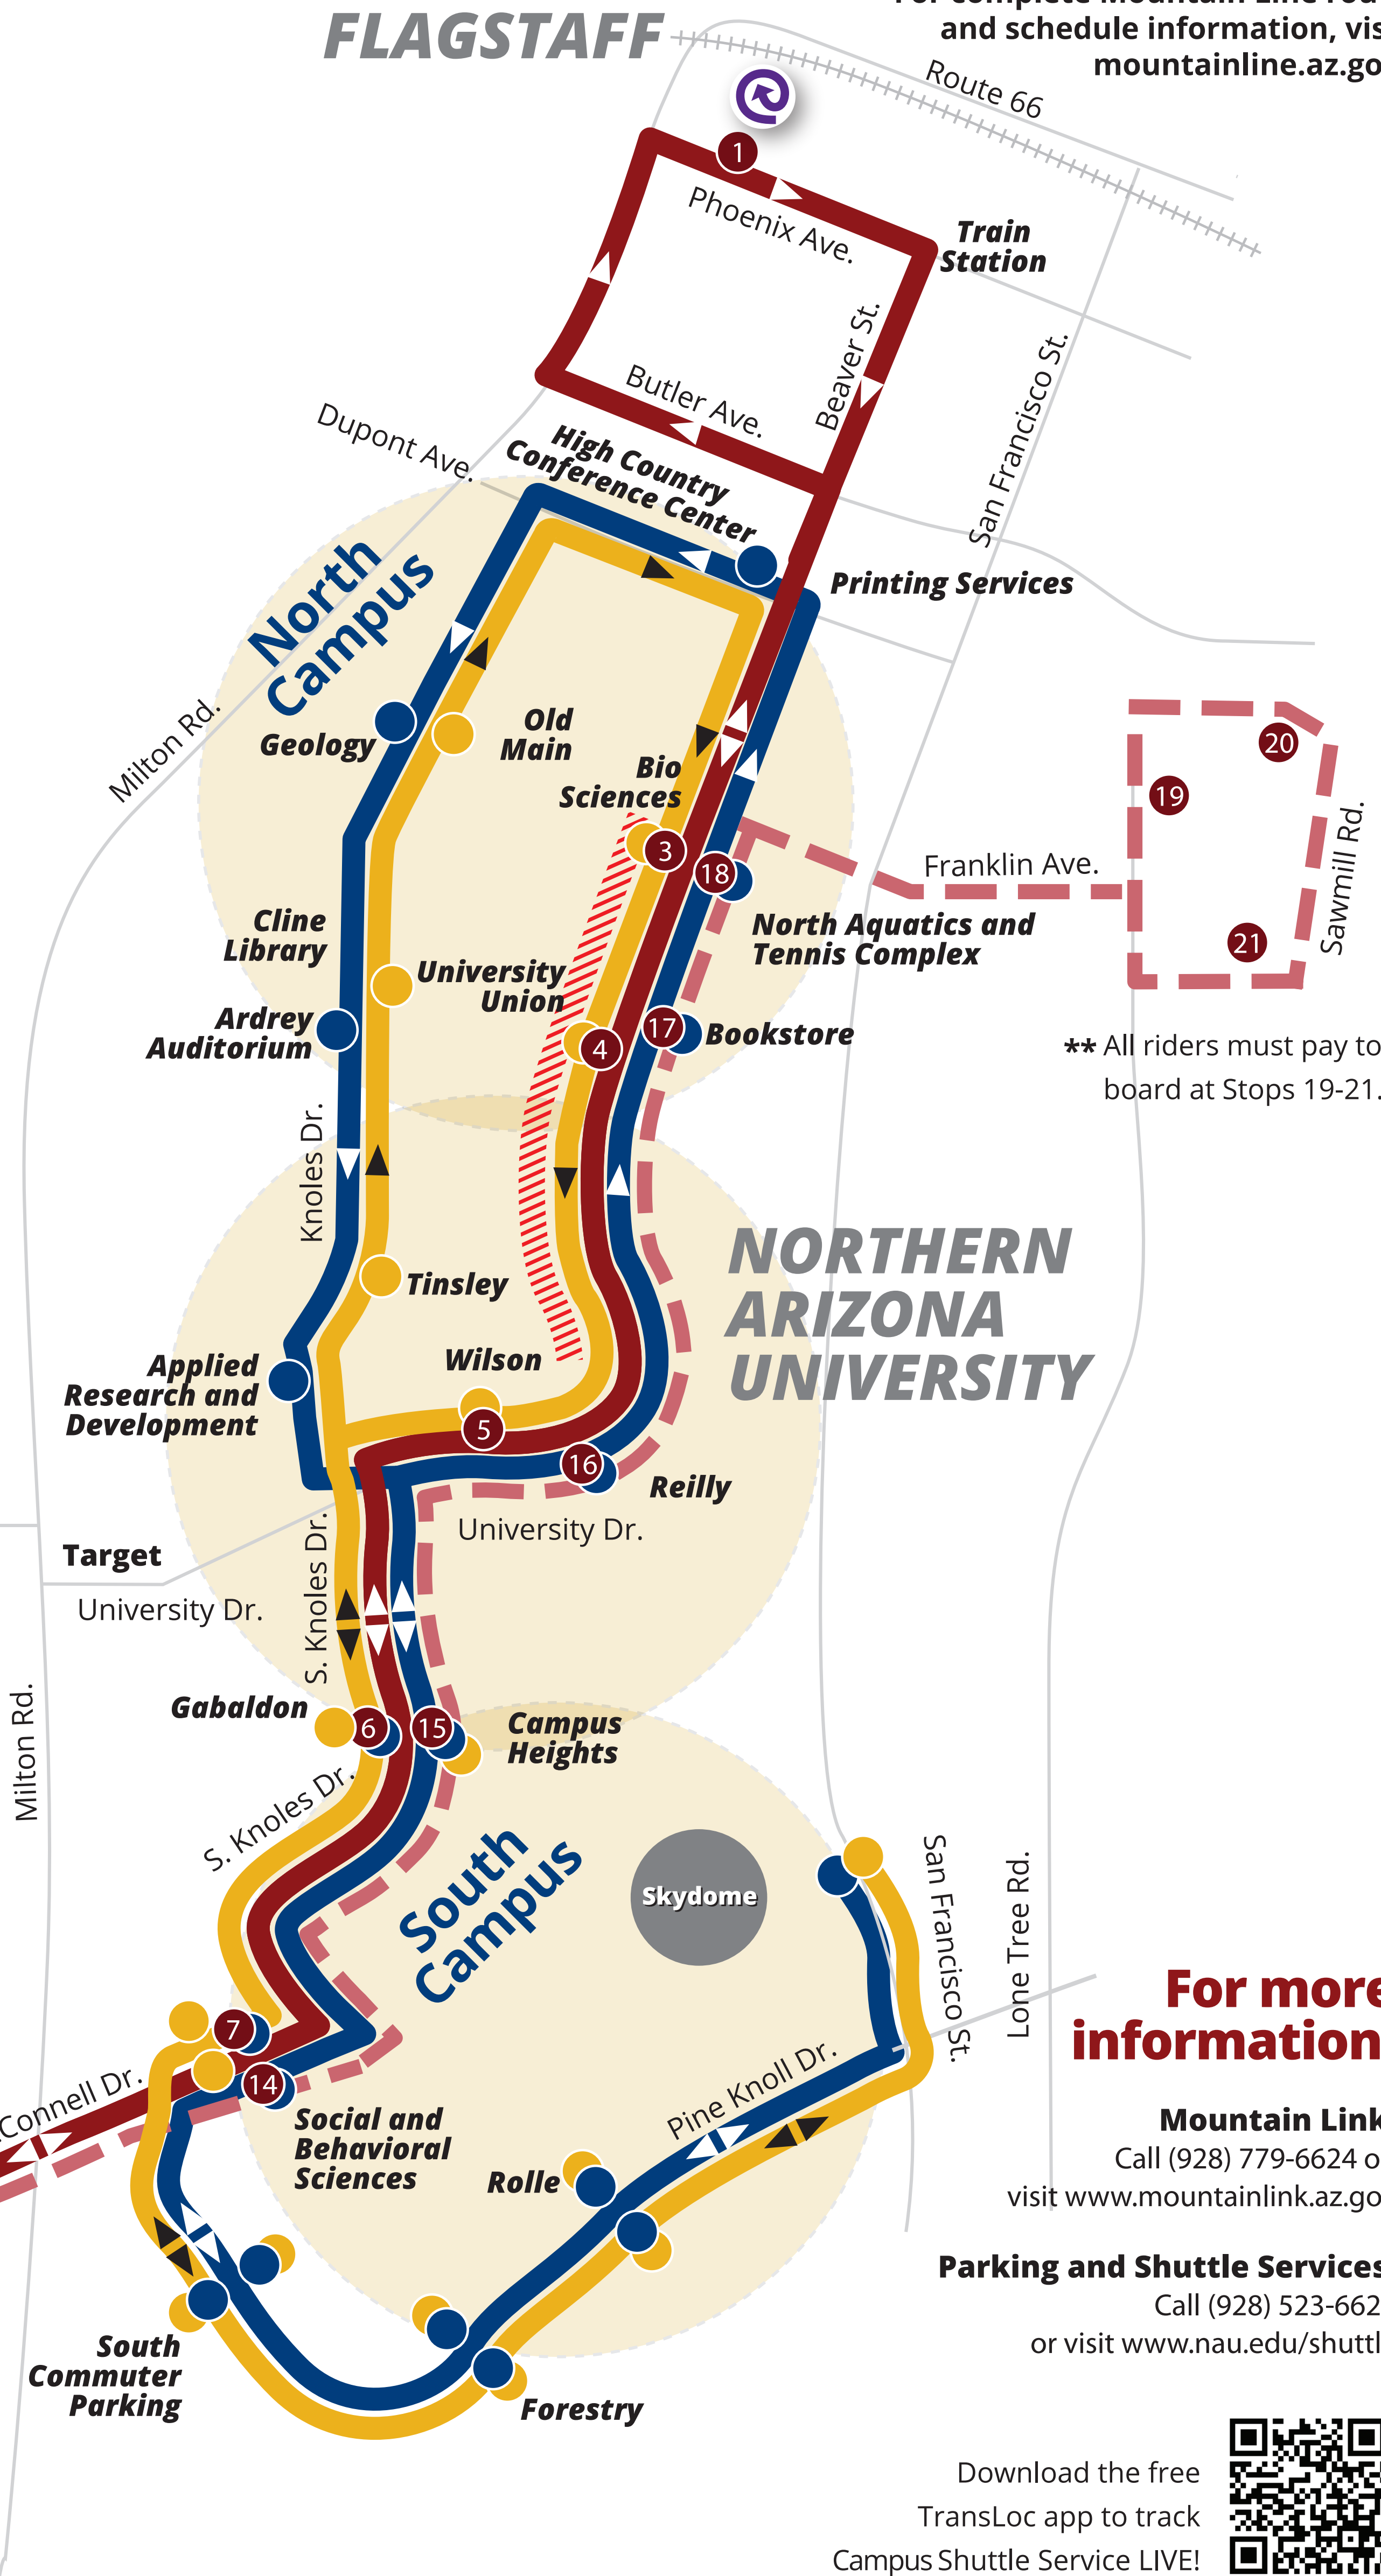 FLAGSTAFF
and schedule information, vis
mountainline.az.go
Route 66
1
Phoenix Ave.
Train
Station
Beaver St.
Butler Ave.
San Francisco St.
Dupont Ave.
High Country
Conference Center
Printing Services
North
Campus
Milton Rd.
Geology
Old
Main
Bio
Sciences
3
18
19
20
21
Franklin Ave.
Sawmill Rd.
North Aquatics and
Tennis Complex
Cline
Library
University
Union
Ardrey
Auditorium
4
17
Bookstore
** All riders must pay to
board at Stops 19-21.
Knoles Dr.
NORTHERN
ARIZONA
UNIVERSITY
Tinsley
Wilson
Applied
Research and
Development
5
16
Reilly
University Dr.
Target
University Dr.
S. Knoles Dr.
Gabaldon
6
15
Campus
Heights
Milton Rd.
S. Knoles Dr.
South
Campus
Skydome
San Francisco St.
Lone Tree Rd.
7
14
Connell Dr.
Social and
Behavioral
Sciences
Pine Knoll Dr.
Rolle
South
Commuter
Parking
Forestry
For more
information
Mountain Link
Call (928) 779-6624 o
visit www.mountainlink.az.go
Parking and Shuttle Services
Call (928) 523-662
or visit www.nau.edu/shuttl
Download the free
TransLoc app to track
Campus Shuttle Service LIVE!